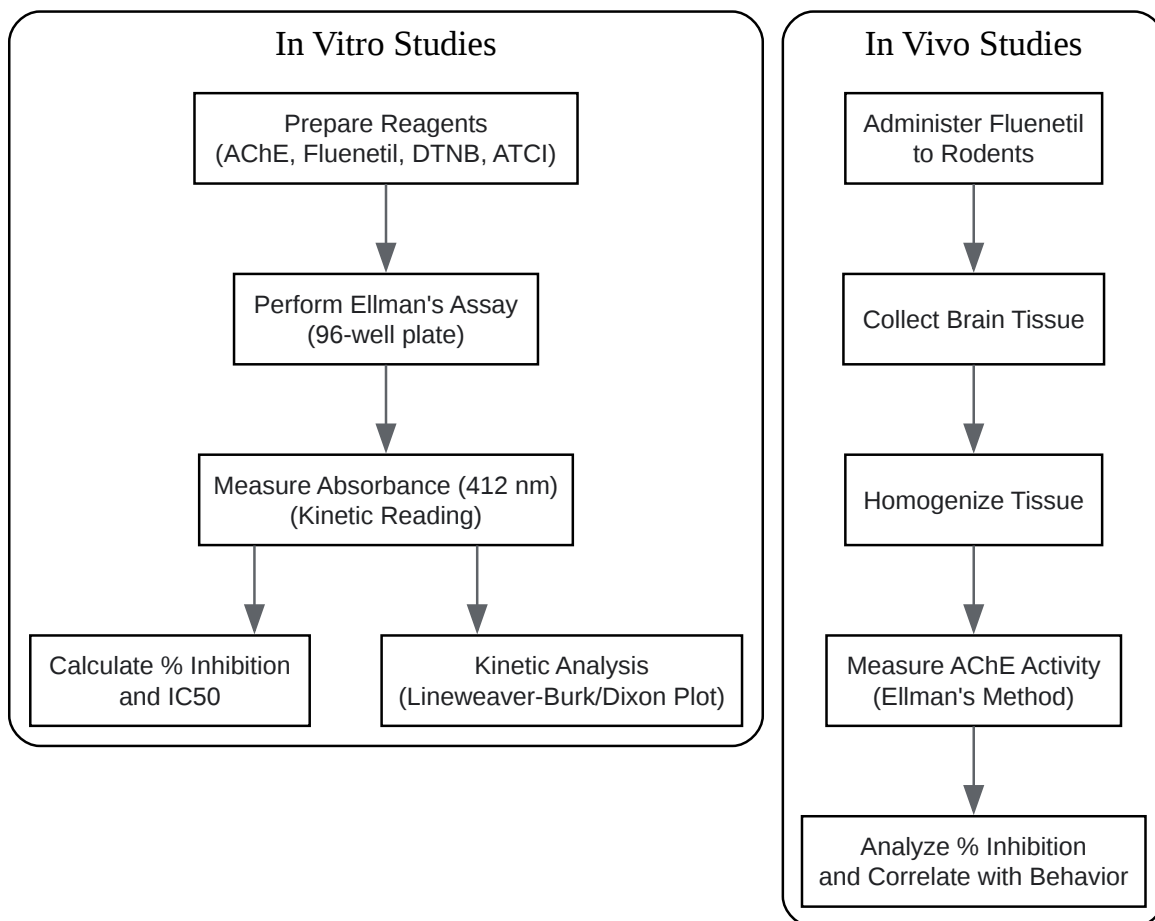 In Vitro Studies
Prepare Reagents
(AChE, Fluenetil, DTNB, ATCI)
Perform Ellman's Assay
(96-well plate)
Measure Absorbance (412 nm)
(Kinetic Reading)
Calculate % Inhibition
and IC50
Kinetic Analysis
(Lineweaver-Burk/Dixon Plot)
In Vivo Studies
Administer Fluenetil
to Rodents
Collect Brain Tissue
Homogenize Tissue
Measure AChE Activity
(Ellman's Method)
Analyze % Inhibition
and Correlate with Behavior